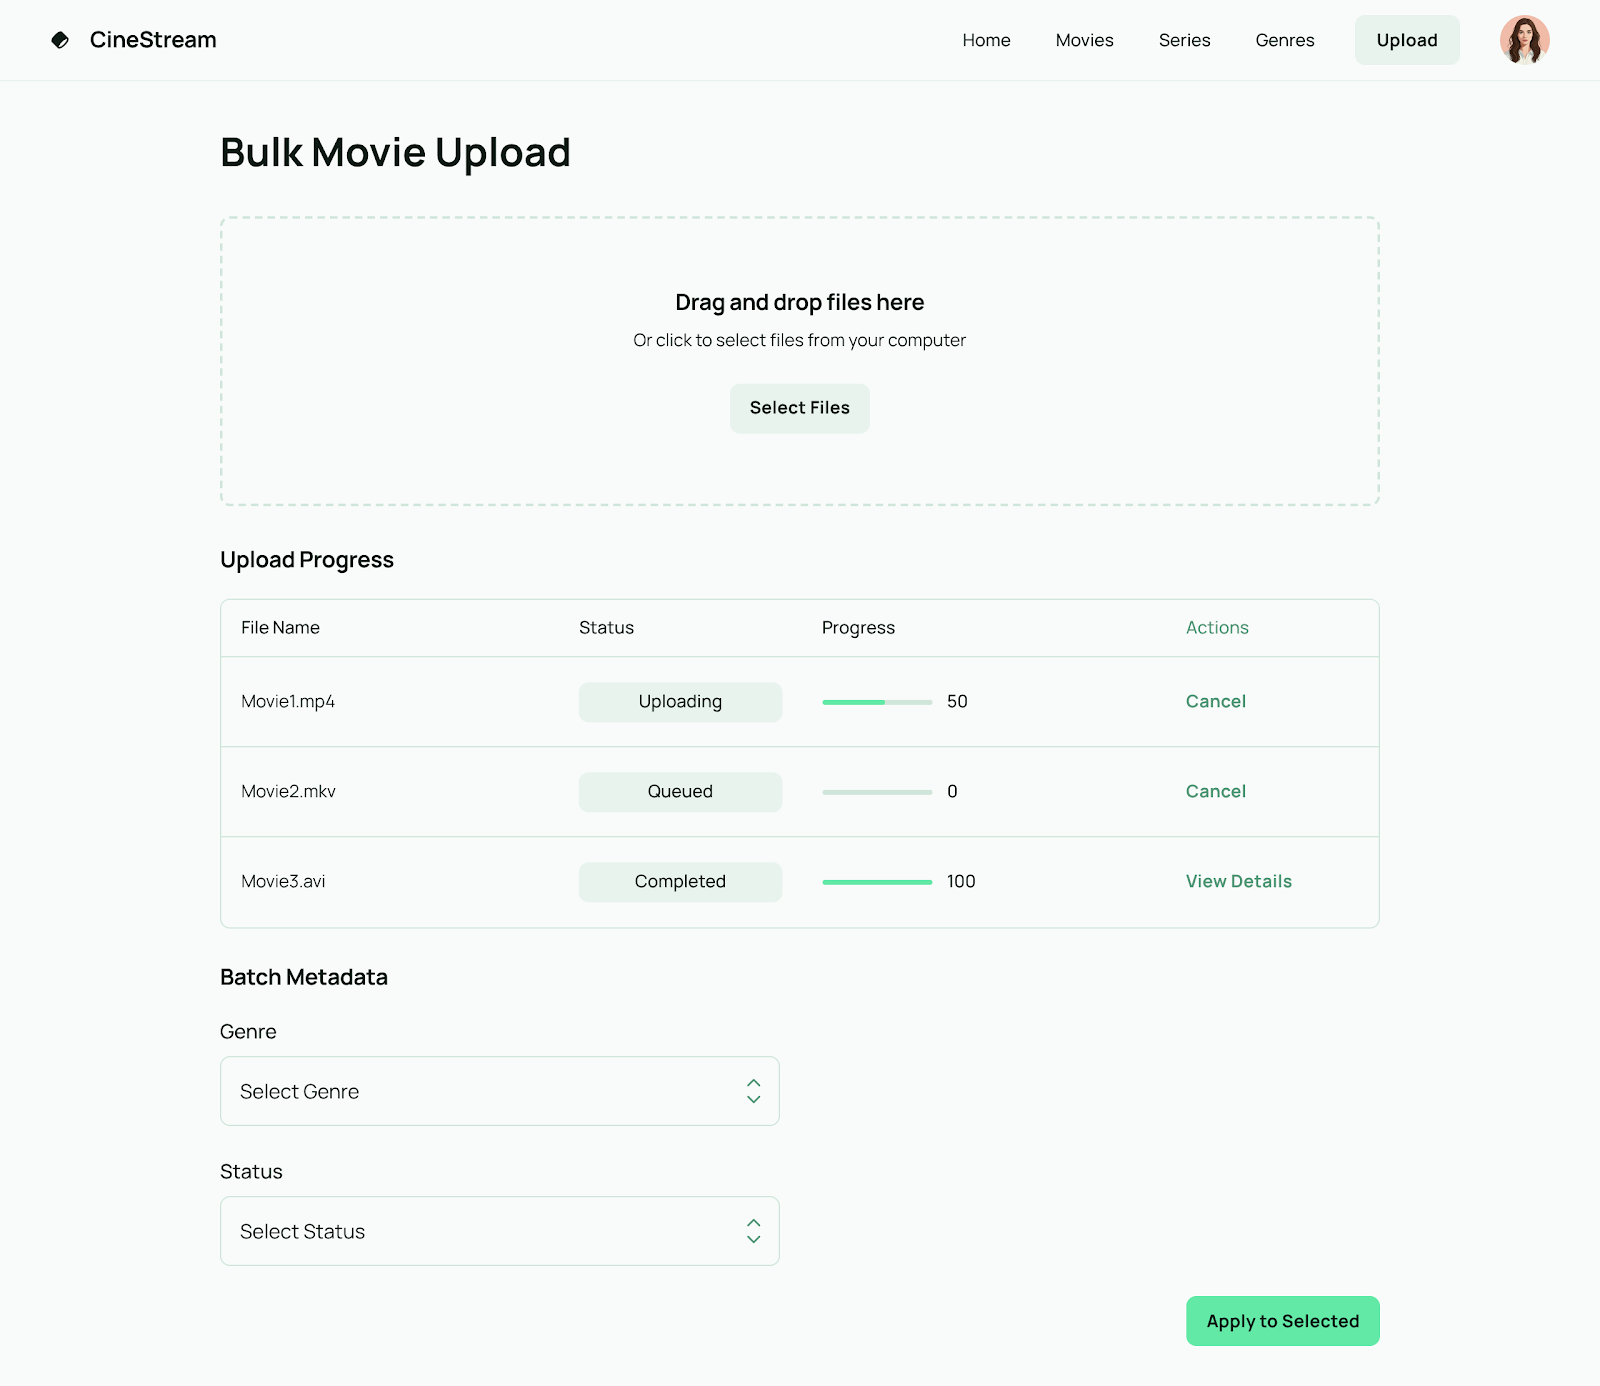 CineStream
Home Movies Series Genres Upload
Bulk Movie Upload
Drag and drop files here
Or click to select files from your computer
Select Files
Upload Progress
File Name Status Progress Actions
Movie1.mp4 Uploading 50 Cancel
Movie2.mkv Queued 0 Cancel
Movie3.avi Completed 100 View Details
Batch Metadata
Genre
Select Genre
Status
Select Status
Apply to Selected